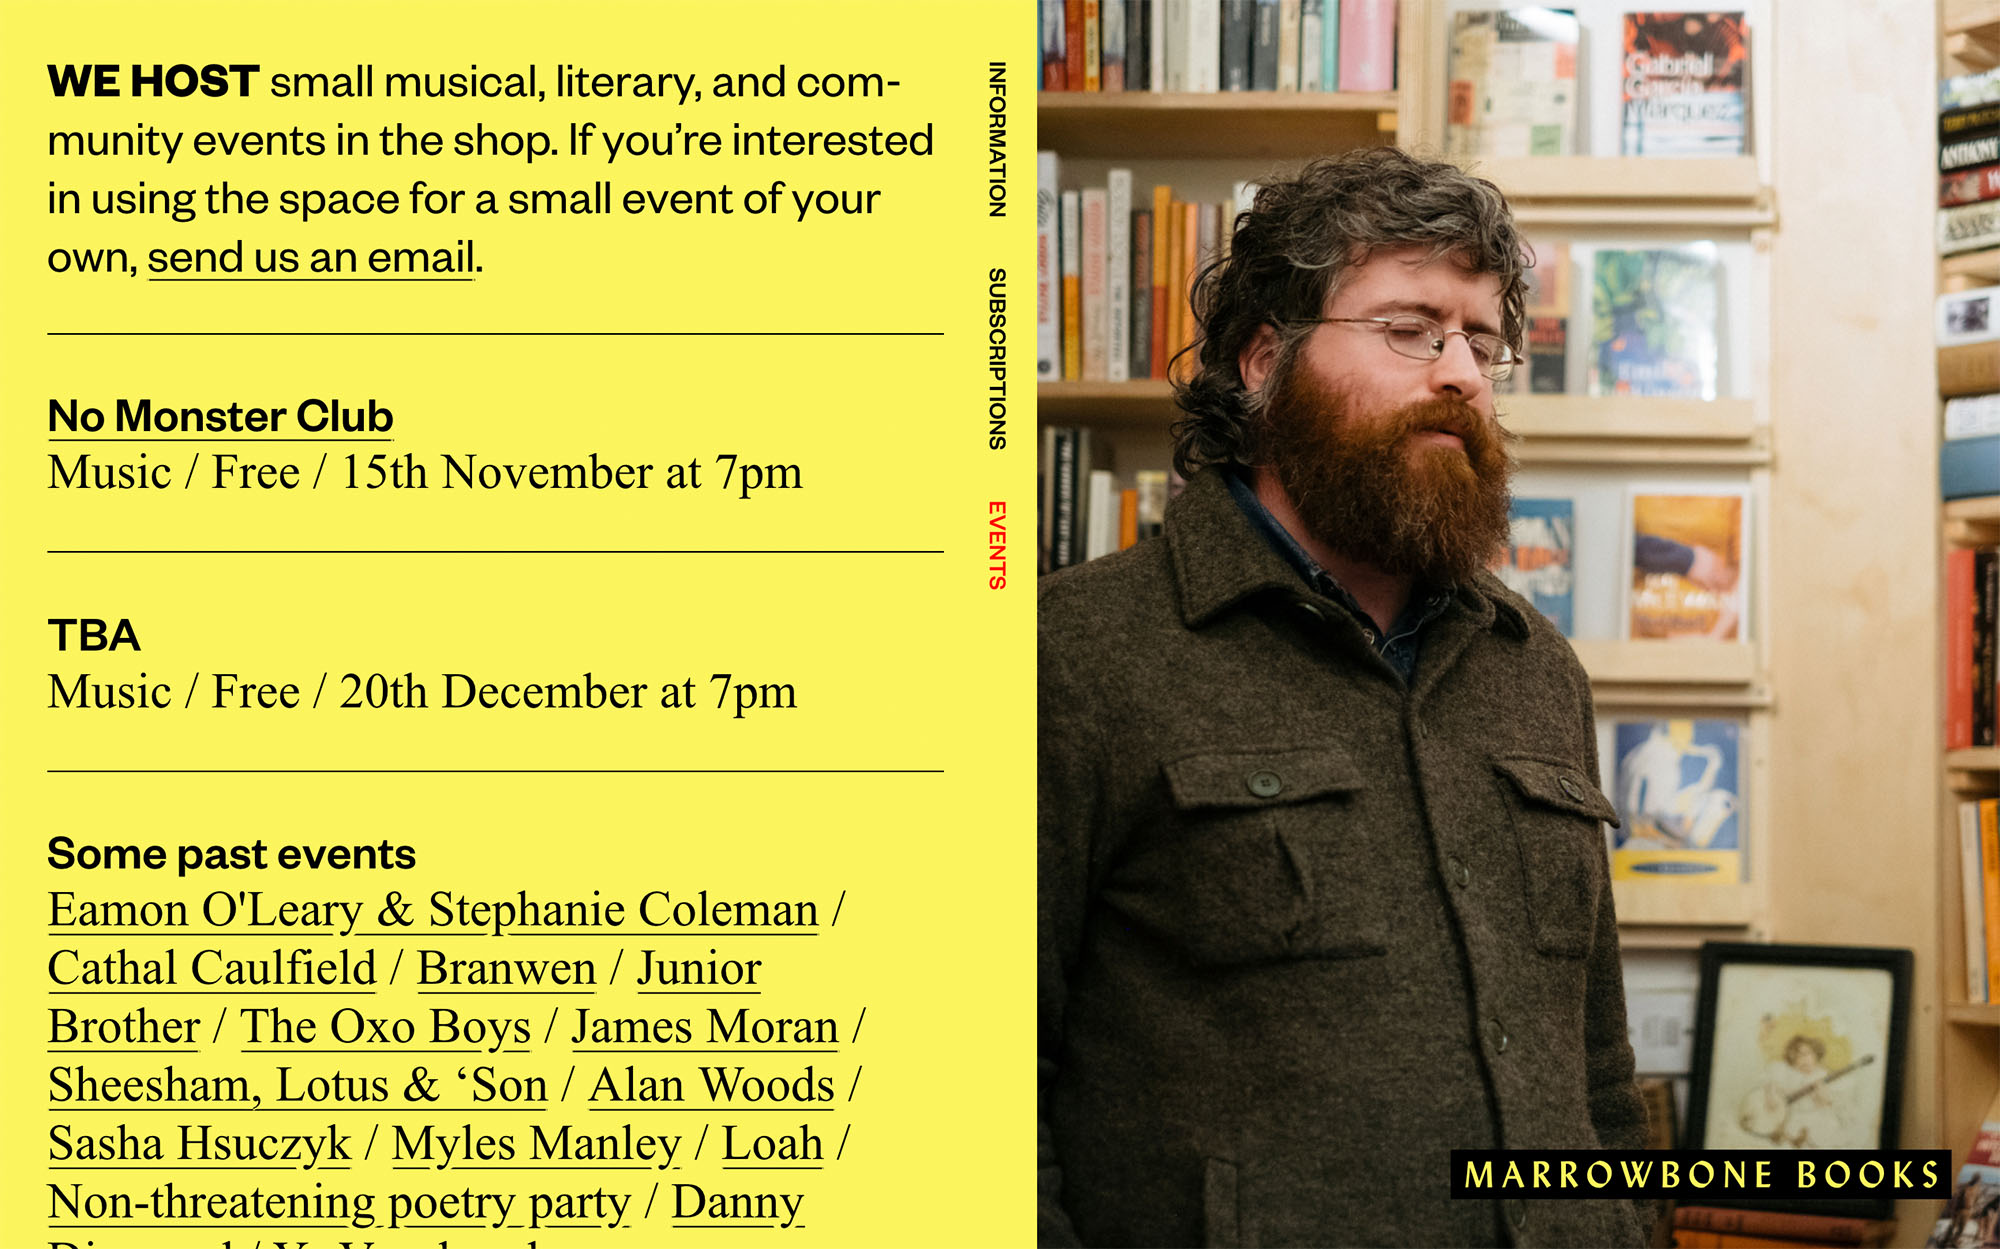 WE HOST small musical, literary, and com-
munity events in the shop. If you’re interested
in using the space for a small event of your
own, send us an email.
No Monster Club
Music / Free / 15th November at 7pm
TBA
Music / Free / 20th December at 7pm
Some past events
Eamon O'Leary & Stephanie Coleman /
Cathal Caulfield / Branwen / Junior
Brother / The Oxo Boys / James Moran /
Sheesham, Lotus & ‘Son / Alan Woods /
Sasha Hsuczyk / Myles Manley / Loah /
Non-threatening poetry party / Danny
INFORMATION
SUBSCRIPTIONS
EVENTS
Gabriel
García
Márquez
ANTHONY
MARROWBONE BOOKS